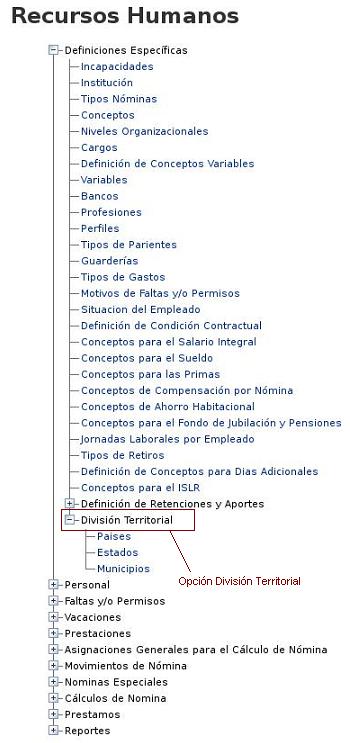 Recursos Humanos
Definiciones Específicas
Incapacidades
Institución
Tipos Nóminas
Conceptos
Niveles Organizacionales
Cargos
Definición de Conceptos Variables
Variables
Bancos
Profesiones
Perfiles
Tipos de Parientes
Guarderías
Tipos de Gastos
Motivos de Faltas y/o Permisos
Situacion del Empleado
Definición de Condición Contractual
Conceptos para el Salario Integral
Conceptos para el Sueldo
Conceptos para las Primas
Conceptos de Compensación por Nómina
Conceptos de Ahorro Habitacional
Conceptos para el Fondo de Jubilación y Pensiones
Jornadas Laborales por Empleado
Tipos de Retiros
Definición de Conceptos para Dias Adicionales
Conceptos para el ISLR
Definición de Retenciones y Aportes
División Territorial
Paises
Estados
Municipios
Opción División Territorial
Personal
Faltas y/o Permisos
Vacaciones
Prestaciones
Asignaciones Generales para el Cálculo de Nómina
Movimientos de Nómina
Nominas Especiales
Cálculos de Nomina
Prestamos
Reportes